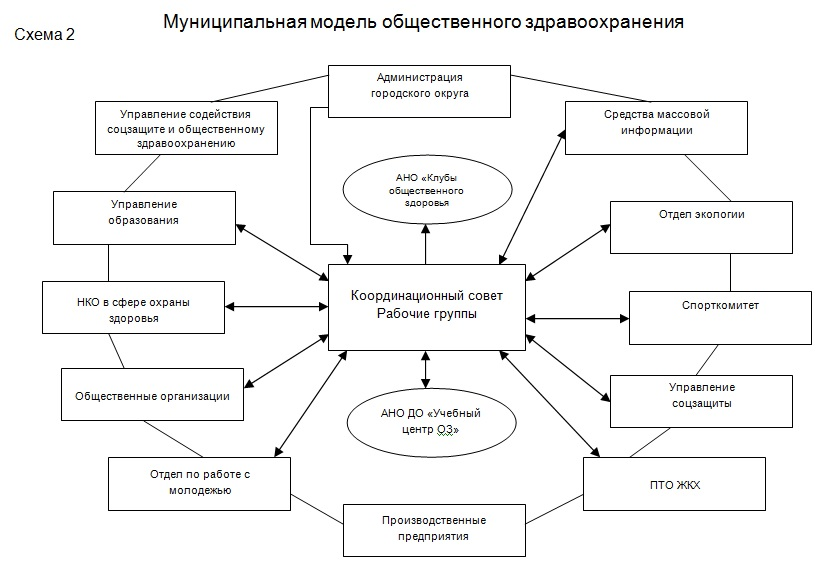 Муниципальная модель общественного здравоохранения
Схема 2
Администрация
городского округа
Управление содействия
соцзащите и общественному
здравоохранению
Средства массовой
информации
АНО «Клубы
общественного
здоровья
Управление
образования
Отдел экологии
Координационный совет
Рабочие группы
НКО в сфере охраны
здоровья
Спорткомитет
Общественные организации
Управление
соцзащиты
АНО ДО «Учебный
центр ОЗ»
Отдел по работе с
молодежью
ПТО ЖКХ
Производственные
предприятия